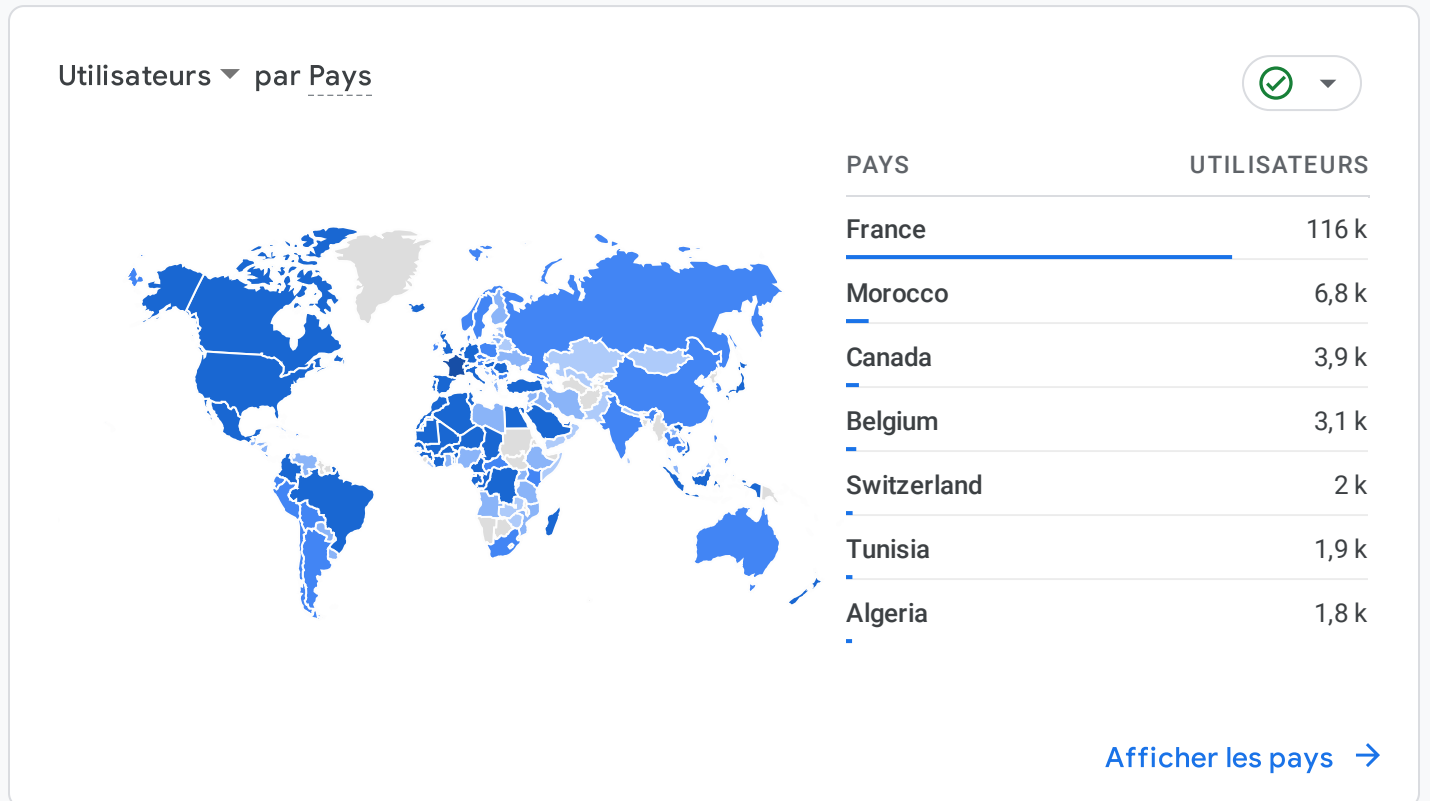 Utilisateurs par Pays
PAYS UTILISATEURS
France 116 k
Morocco 6,8 k
Canada 3,9 k
Belgium 3,1 k
Switzerland 2 k
Tunisia 1,9 k
Algeria 1,8 k
Afficher les pays